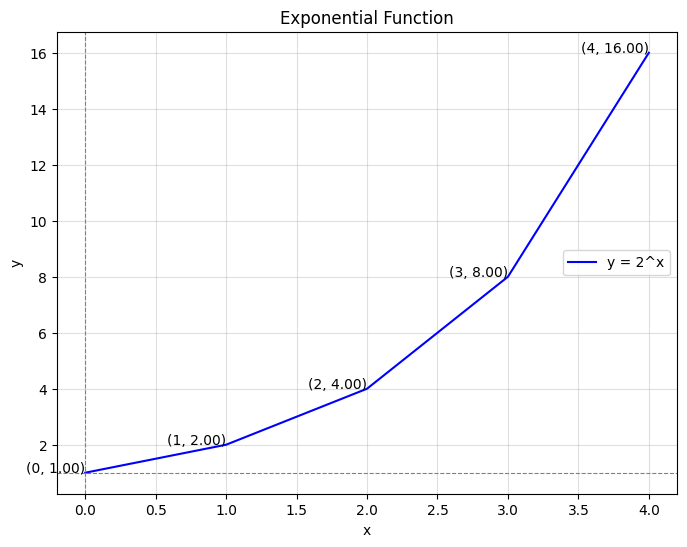 Exponential Function
16
(4, 16.00)
14
12
10
y = 2^x
8
(3, 8.00)
6
4
(2, 4.00)
2
(1, 2.00)
(0, 1.00)
y
0.0 0.5 1.0 1.5 2.0 2.5 3.0 3.5 4.0
x